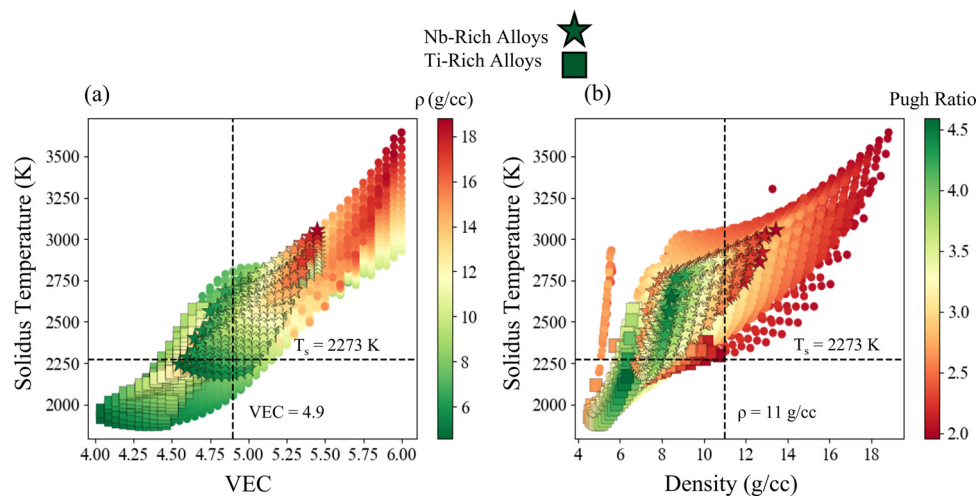 Nb-Rich Alloys
Ti-Rich Alloys
(a)
ρ (g/cc)
(b)
Pugh Ratio
Solidus Temperature (K)
3500
3250
3000
2750
2500
2250
2000
T_s = 2273 K
VEC = 4.9
4.00 4.25 4.50 4.75 5.00 5.25 5.50 5.75 6.00
VEC
18
16
14
12
10
8
6
Solidus Temperature (K)
3500
3250
3000
2750
2500
2250
2000
T_s = 2273 K
ρ = 11 g/cc
4 6 8 10 12 14 16 18
Density (g/cc)
4.5
4.0
3.5
3.0
2.5
2.0